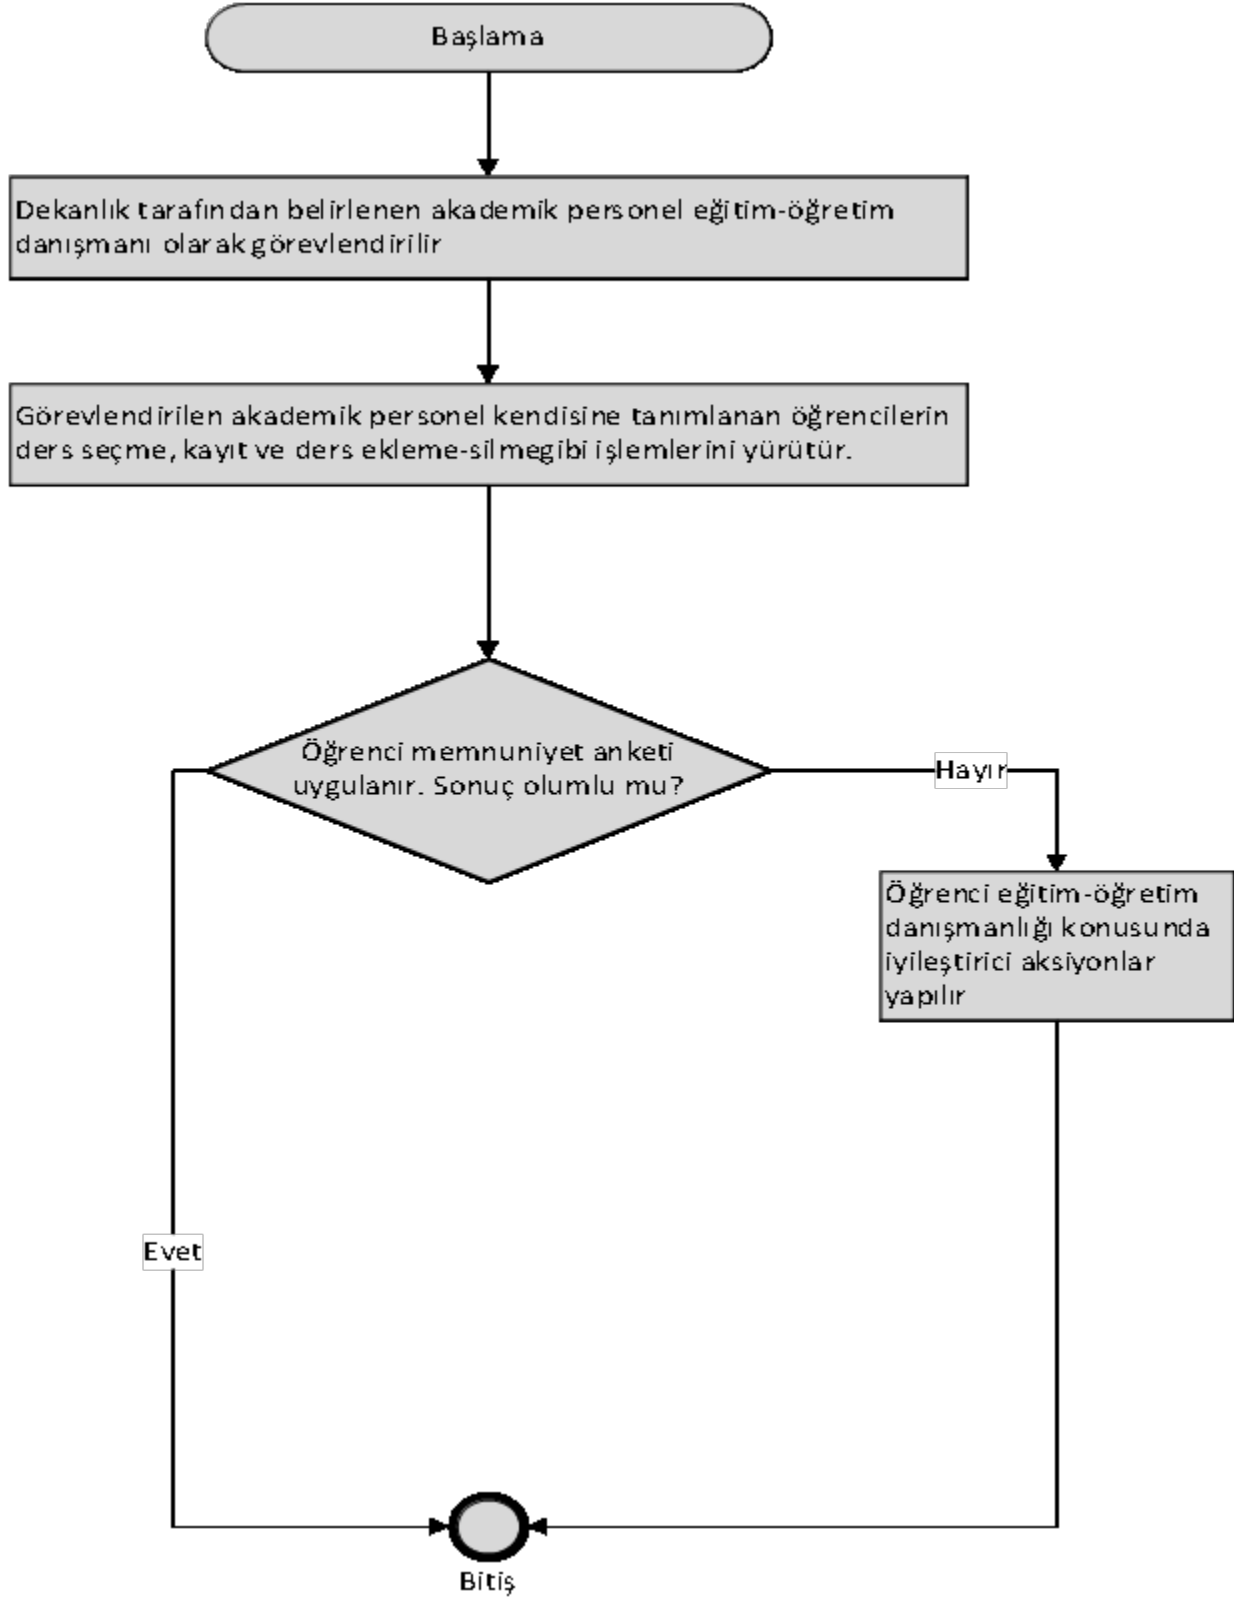 Başlama
Dekanlık tarafından belirlenen akademik personel eğitim-öğretim
danışmanı olarak görevlendirilir
Görevlendirilen akademik personel kendisine tanımlanan öğrencilerin
ders seçme, kayıt ve ders ekleme-silmegibi işlemlerini yürütür.
Öğrenci memnuniyet anketi
uygulanır. Sonuç olumlu mu?
Hayır
Öğrenci eğitim-öğretim
danışmanlığı konusunda
iyileştirici aksiyonlar
yapılır
Evet
Bitiş